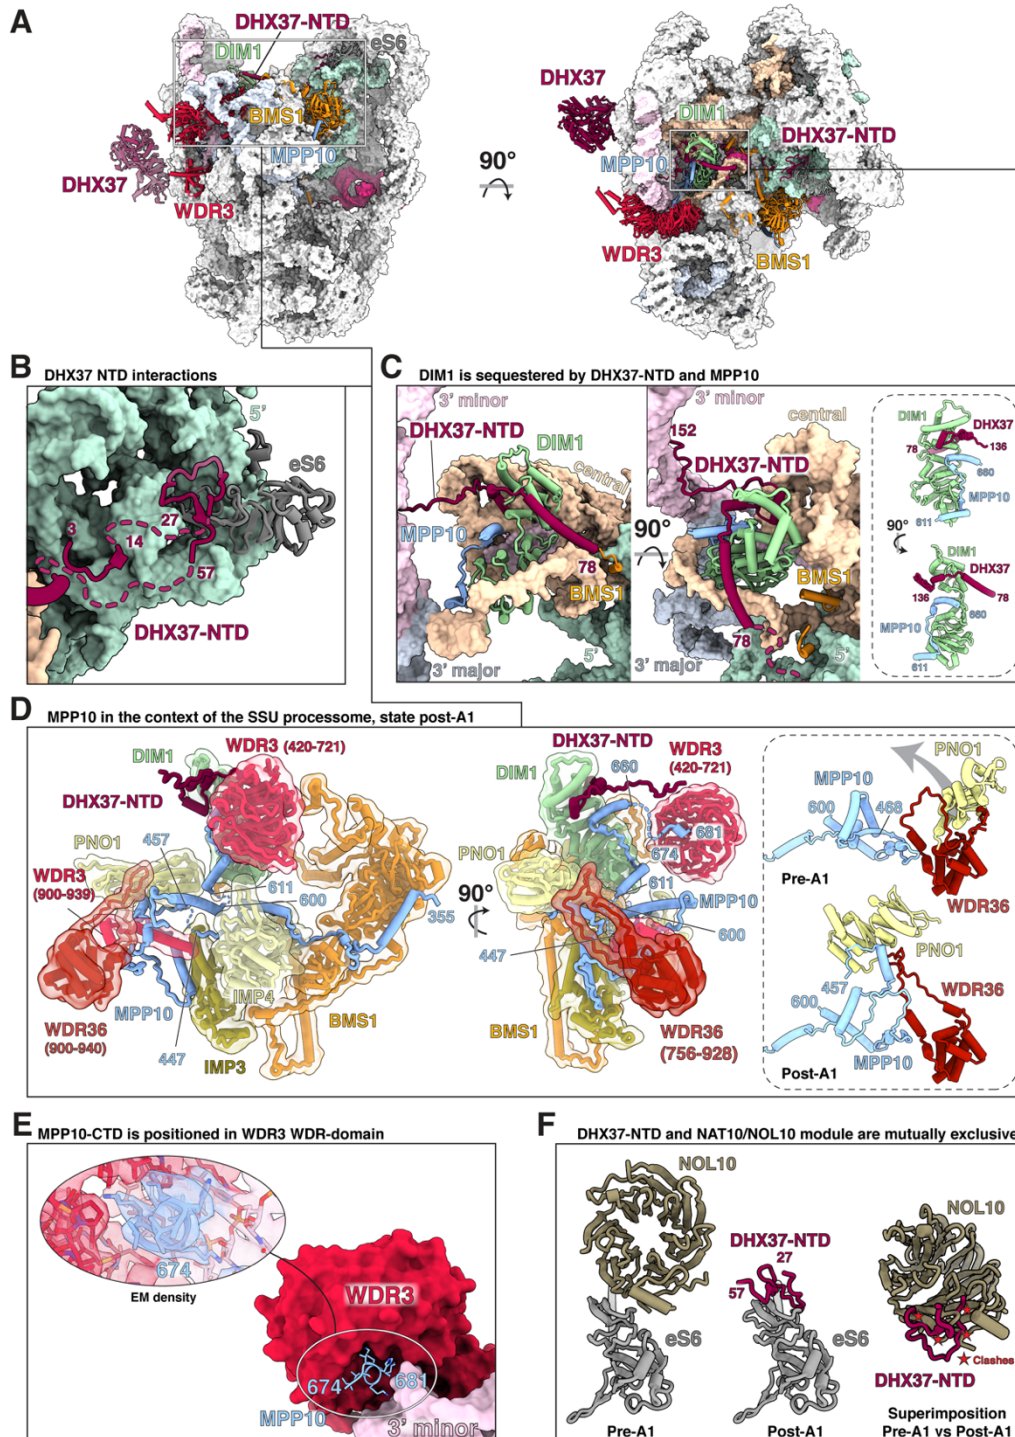 A
DHX37-NTD
DIM1
eS6
BMS1
MPP10
DHX37
WDR3
90°
DHX37
DIM1
MPP10
DHX37-NTD
WDR3
BMS1
B
DHX37 NTD interactions
5'
eS6
3
27
14
57
DHX37-NTD
C
DIM1 is sequestered by DHX37-NTD and MPP10
3' minor
DHX37-NTD
DIM1
central
MPP10
78
BMS1
3' major
5'
90°
3' minor
central
152
DHX37-NTD
BMS1
78
3' major
5'
DIM1
DHX37
78
136
660
MPP10
611
90°
DIM1
DHX37
136
78
660
MPP10
611
D
MPP10 in the context of the SSU processome, state post-A1
DIM1
WDR3
(420-721)
DHX37-NTD
PNO1
457
WDR3
(900-939)
611
600
355
IMP4
MPP10
BMS1
WDR36
(900-940)
447
IMP3
90°
DHX37-NTD
WDR3
(420-721)
DIM1
660
681
674
PNO1
611
MPP10
600
447
BMS1
WDR36
(756-928)
PNO1
MPP10
600
468
Pre-A1
WDR36
PNO1
457
WDR36
600
MPP10
Post-A1
E
MPP10-CTD is positioned in WDR3 WDR-domain
674
EM density
WDR3
674
681
MPP10
3' minor
F
DHX37-NTD and NAT10/NOL10 module are mutually exclusive
NOL10
NOL10
DHX37-NTD
27
57
eS6
eS6
Clashes
DHX37-NTD
Pre-A1
Post-A1
Superimposition
Pre-A1 vs Post-A1